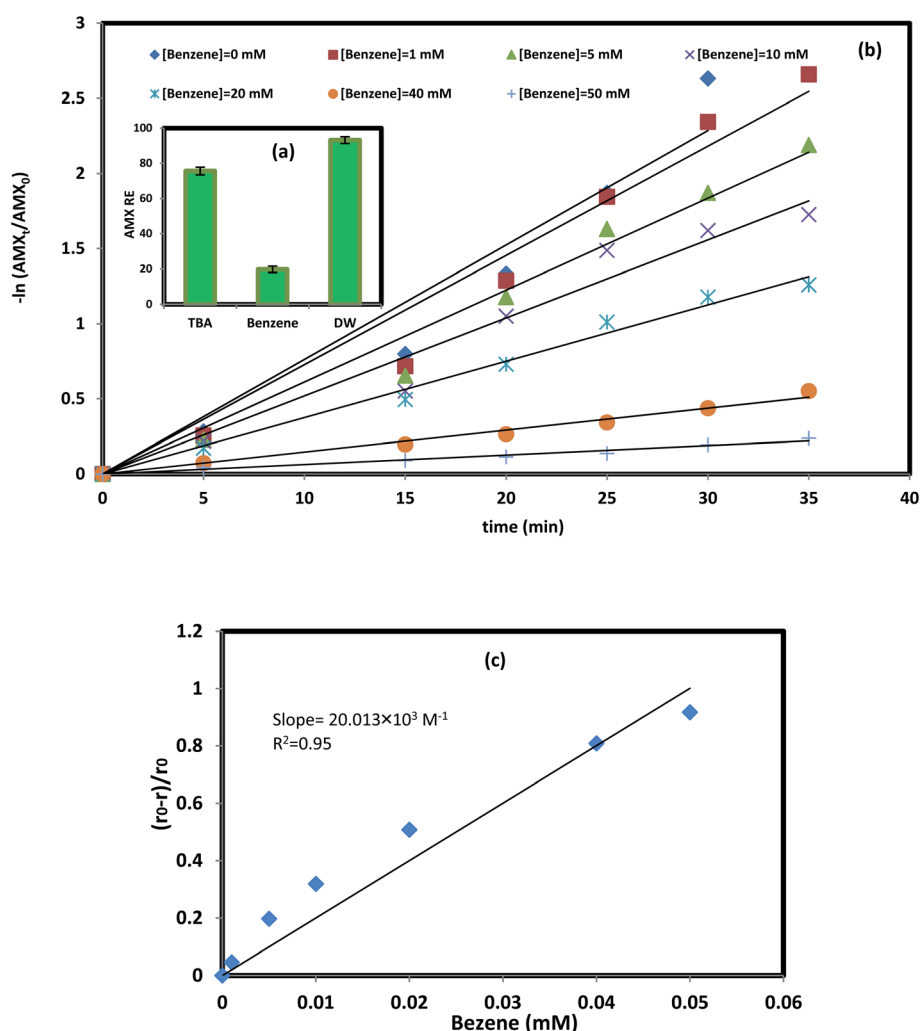 3
(b)
[Benzene]=0 mM [Benzene]=1 mM [Benzene]=5 mM [Benzene]=10 mM
2.5
[Benzene]=20 mM [Benzene]=40 mM [Benzene]=50 mM
2
1.5
1
0.5
0
-ln (AMXt/AMX0)
100
80
60
40
20
0
AMX RE
(a)
TBA Benzene DW
0 5 10 15 20 25 30 35 40
time (min)
1.2
1
0.8
0.6
0.4
0.2
0
(r0-r)/r0
(c)
Slope= 20.013×10³ M⁻¹
R²=0.95
0 0.01 0.02 0.03 0.04 0.05 0.06
Bezene (mM)